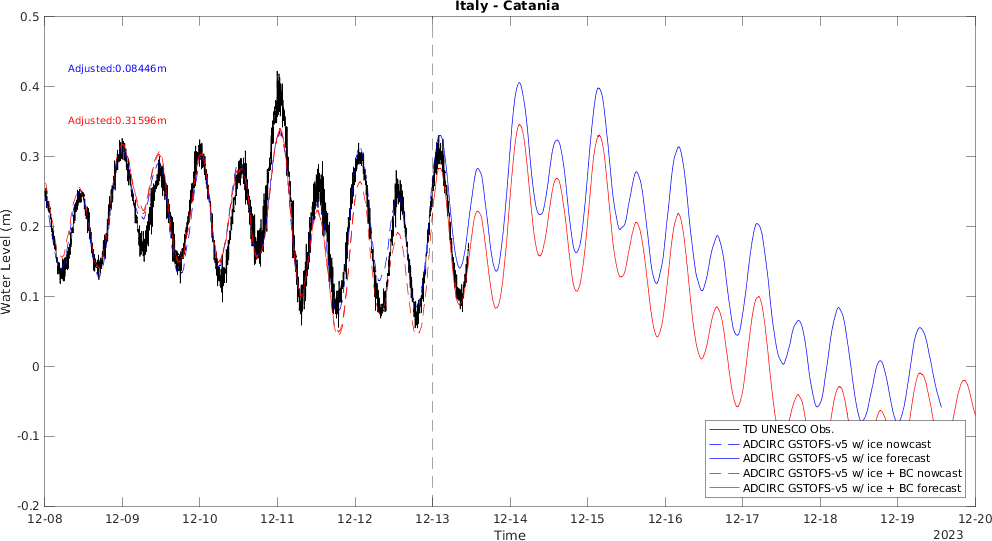 Italy - Catania
0.5
0.4
0.3
0.2
0.1
0
-0.1
-0.2
Water Level (m)
Adjusted:0.08446m
Adjusted:0.31596m
TD UNESCO Obs.
ADCIRC GSTOFS-v5 w/ ice nowcast
ADCIRC GSTOFS-v5 w/ ice forecast
ADCIRC GSTOFS-v5 w/ ice + BC nowcast
ADCIRC GSTOFS-v5 w/ ice + BC forecast
12-08 12-09 12-10 12-11 12-12 12-13 12-14 12-15 12-16 12-17 12-18 12-19 12-20
Time
2023